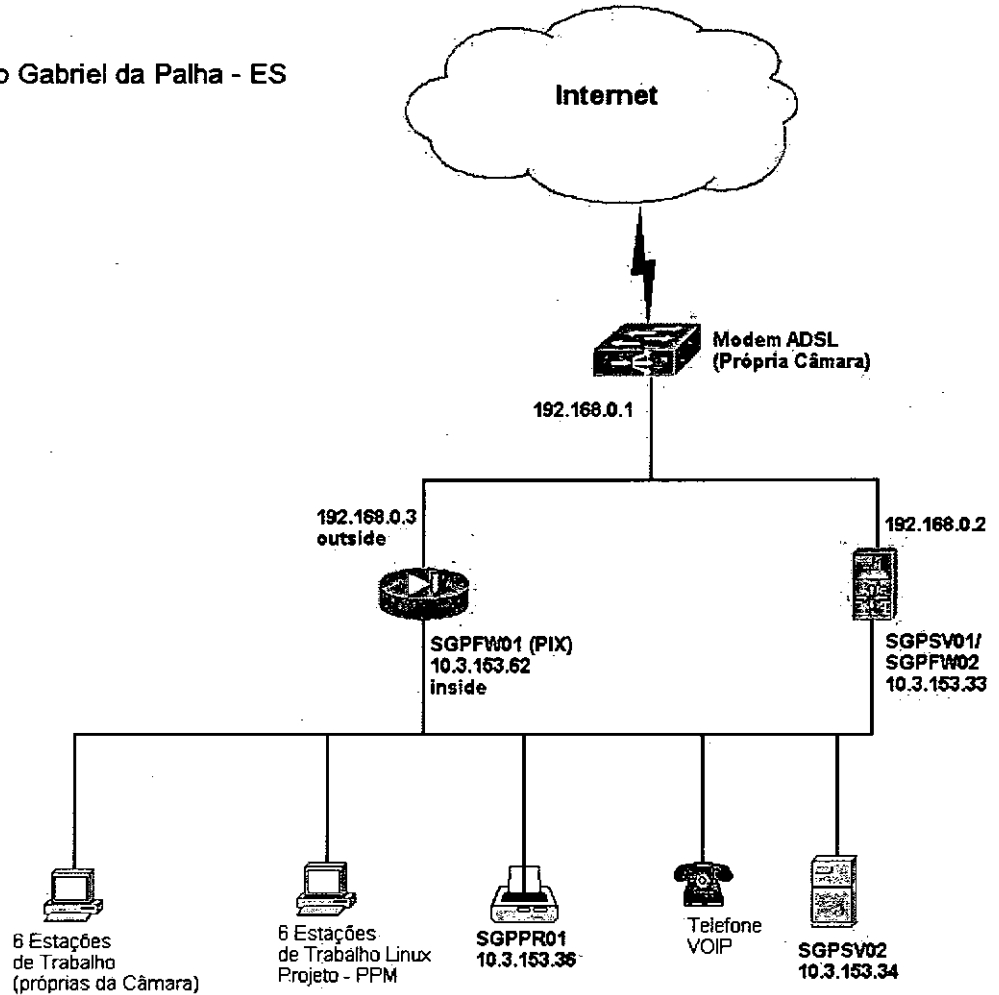 o Gabriel da Palha - ES
Internet
Modem ADSL
(Própria Câmara)
192.168.0.1
192.168.0.3
outside
192.168.0.2
SGPFW01 (PIX)
10.3.153.62
inside
SGPSV01/
SGPFW02
10.3.153.33
6 Estações
de Trabalho
(próprias da Câmara)
6 Estações
de Trabalho Linux
Projeto - PPM
SGPPR01
10.3.153.36
Telefone
VOIP
SGPSV02
10.3.153.34